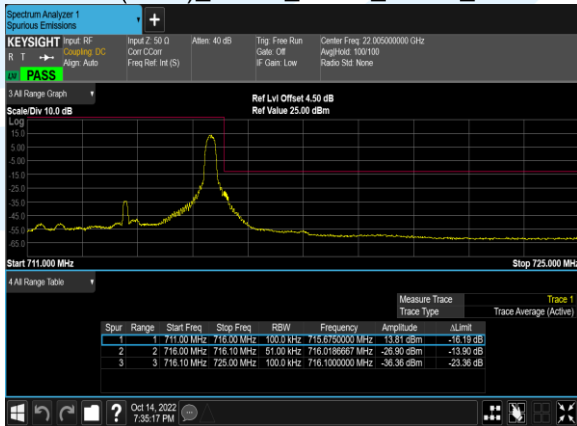 Spectrum Analyzer 1
Spurious Emissions
KEYSIGHT Input: RF
R T Coupling: DC
Align: Auto
PASS
Input Z: 50 Ω
Corr CCorr
Freq Ref: Int (S)
Atten: 40 dB
Trig: Free Run
Gate: Off
IF Gain: Low
Center Freq: 22.005000000 GHz
Avg|Hold: 100/100
Radio Std: None
3 All Range Graph
Scale/Div 10.0 dB
Ref Lvl Offset 4.50 dB
Ref Value 25.00 dBm
Log
15.0
5.00
-5.00
-15.0
-25.0
-35.0
-45.0
-55.0
-65.0
Start 711.000 MHz
Stop 725.000 MHz
4 All Range Table
Measure Trace Trace 1
Trace Type Trace Average (Active)
Spur Range Start Freq Stop Freq RBW Frequency Amplitude ΔLimit
1 1 711.00 MHz 716.00 MHz 100.0 kHz 715.6750000 MHz 13.81 dBm -16.19 dB
2 2 716.00 MHz 716.10 MHz 51.00 kHz 716.0186667 MHz -26.90 dBm -13.90 dB
3 3 716.10 MHz 725.00 MHz 100.0 kHz 716.1000000 MHz -36.36 dBm -23.36 dB
Oct 14, 2022
7:35:17 PM